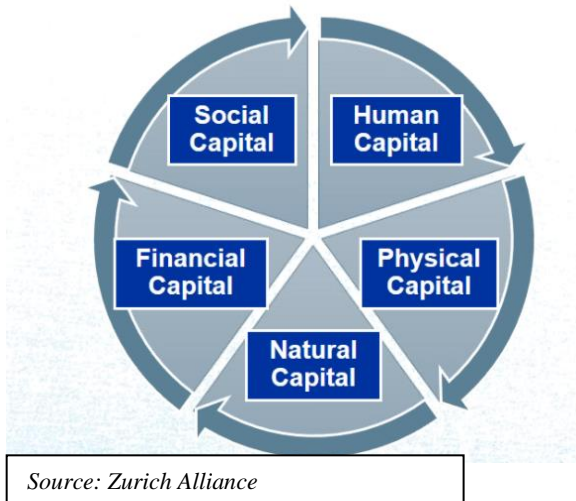 Social
Capital
Human
Capital
Financial
Capital
Physical
Capital
Natural
Capital
Source: Zurich Alliance